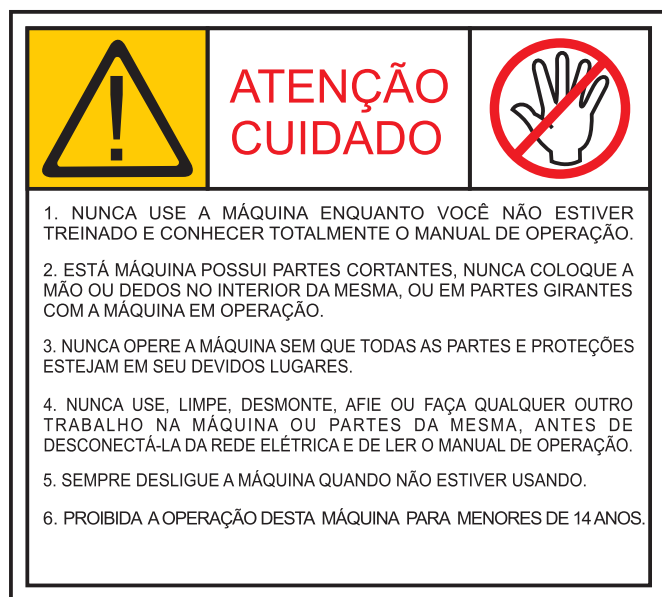 ATENÇÃO
CUIDADO
1. NUNCA USE A MÁQUINA ENQUANTO VOCÊ NÃO ESTIVER
TREINADO E CONHECER TOTALMENTE O MANUAL DE OPERAÇÃO.
2. ESTÁ MÁQUINA POSSUI PARTES CORTANTES, NUNCA COLOQUE A
MÃO OU DEDOS NO INTERIOR DA MESMA, OU EM PARTES GIRANTES
COM A MÁQUINA EM OPERAÇÃO.
3. NUNCA OPERE A MÁQUINA SEM QUE TODAS AS PARTES E PROTEÇÕES
ESTEJAM EM SEU DEVIDOS LUGARES.
4. NUNCA USE, LIMPE, DESMONTE, AFIE OU FAÇA QUALQUER OUTRO
TRABALHO NA MÁQUINA OU PARTES DA MESMA, ANTES DE
DESCONECTÁ-LA DA REDE ELÉTRICA E DE LER O MANUAL DE OPERAÇÃO.
5. SEMPRE DESLIGUE A MÁQUINA QUANDO NÃO ESTIVER USANDO.
6. PROIBIDA A OPERAÇÃO DESTA MÁQUINA PARA MENORES DE 14 ANOS.